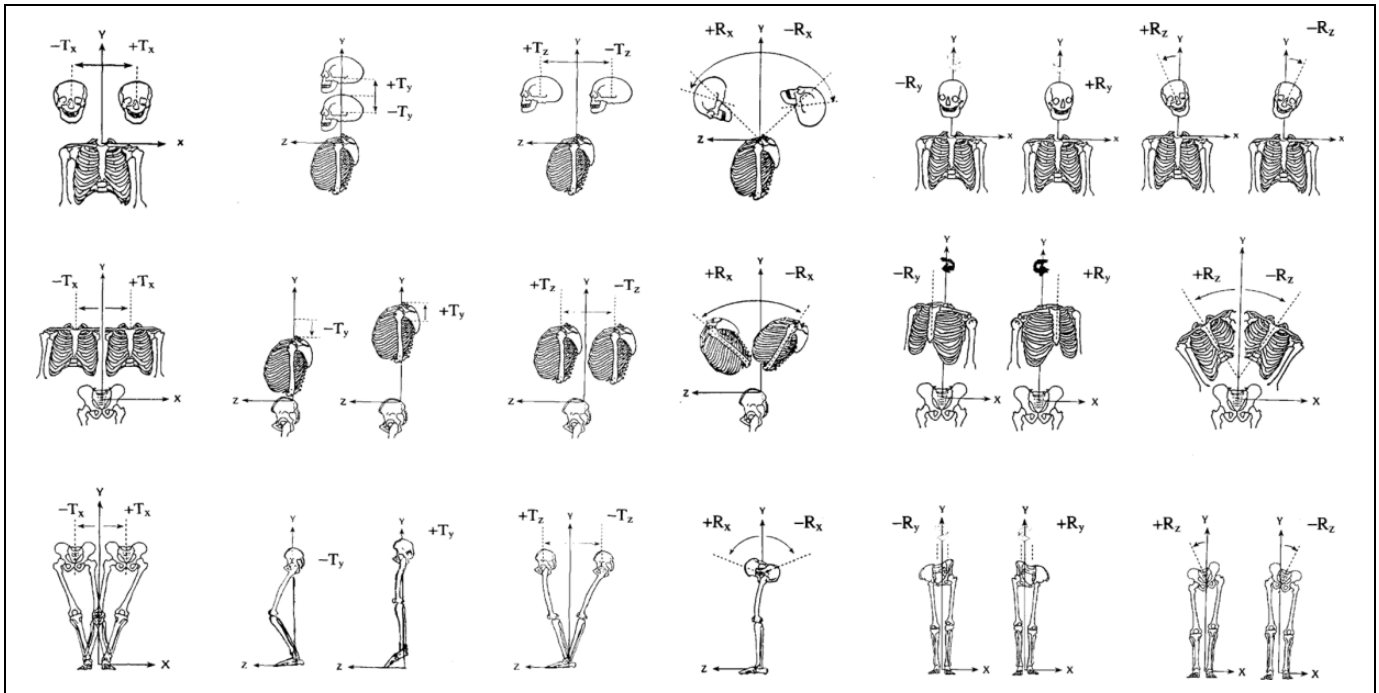 Y
−Tx +Tx
X
Y
+Ty
−Ty
Z
+Tz Y −Tz
Z
+Rx Y −Rx
Z
Y
−Ry
X
Y
+Ry
X
+Rz Y
X
Y −Rz
X
Y
−Tx +Tx
X
Y
−Ty
Z
Y
+Ty
Z
+Tz Y −Tz
Z
+Rx Y −Rx
Z
−Ry Y
X
Y +Ry
X
Y
+Rz −Rz
X
Y
−Tx +Tx
X
Y
−Ty
Z
Y
+Ty
Z
+Tz Y −Tz
Z
+Rx Y −Rx
Z
−Ry Y
X
Y +Ry
X
+Rz Y
X
Y −Rz
X